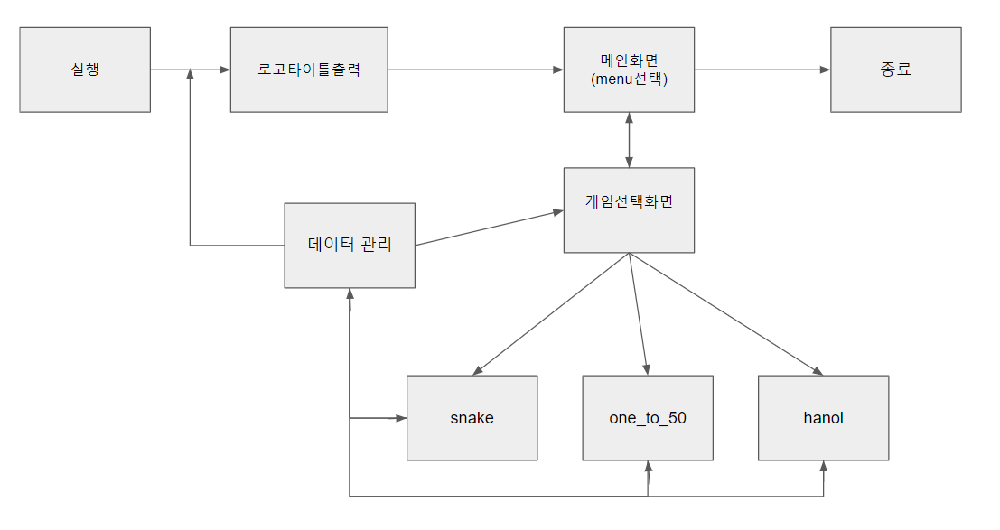 실행
로고타이틀출력
메인화면
(menu선택)
종료
게임선택화면
데이터 관리
snake
one_to_50
hanoi